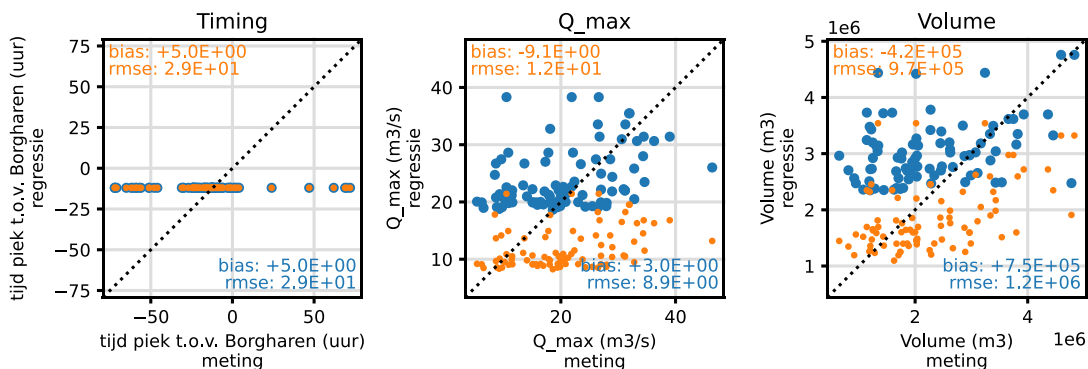 Timing
75
50
25
0
−25
−50
−75
−50
0
50
tijd piek t.o.v. Borgharen (uur)
regressie
tijd piek t.o.v. Borgharen (uur)
meting
bias: +5.0E+00
rmse: 2.9E+01
bias: +5.0E+00
rmse: 2.9E+01
Q_max
40
30
20
10
20
40
Q_max (m3/s)
regressie
Q_max (m3/s)
meting
bias: -9.1E+00
rmse: 1.2E+01
bias: +3.0E+00
rmse: 8.9E+00
Volume
1e6
5
4
3
2
1
2
4
1e6
Volume (m3)
regressie
Volume (m3)
meting
bias: -4.2E+05
rmse: 9.7E+05
bias: +7.5E+05
rmse: 1.2E+06